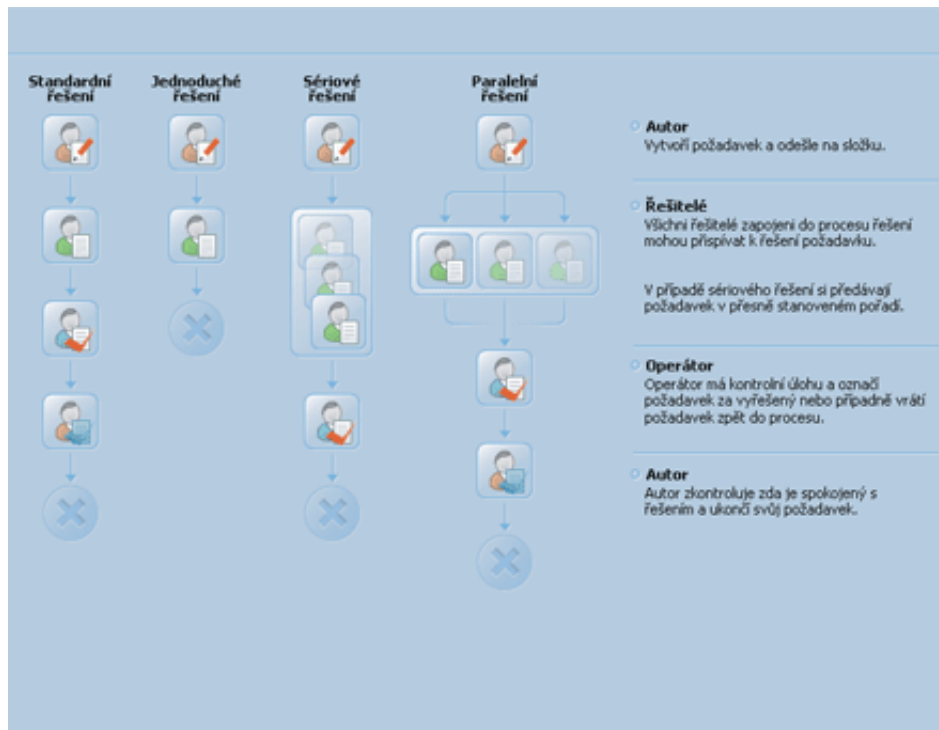 Standardní
řešení
Jednoduché
řešení
Sériové
řešení
Paralelní
řešení
Autor
Vytvoří požadavek a odešle na složku.
Řešitelé
Všichni řešitelé zapojeni do procesu řešení
mohou přispívat k řešení požadavku.
V případě sériového řešení si předávají
požadavek v přesně stanoveném pořadí.
Operátor
Operátor má kontrolní úlohu a označí
požadavek za vyřešený nebo případně vrátí
požadavek zpět do procesu.
Autor
Autor zkontroluje zda je spokojený s
řešením a ukončí svůj požadavek.